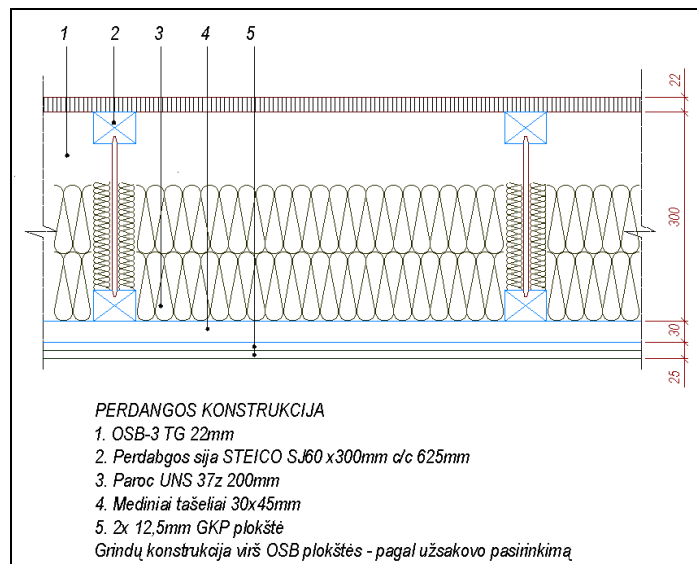 1 2 3 4 5
22
300
30
25
PERDANGOS KONSTRUKCIJA
1. OSB-3 TG 22mm
2. Perdabgos sija STEICO SJ60 x300mm c/c 625mm
3. Paroc UNS 37z 200mm
4. Mediniai tašeliai 30x45mm
5. 2x 12,5mm GKP plokštė
Grindų konstrukcija virš OSB plokštės - pagal užsakovo pasirinkimą